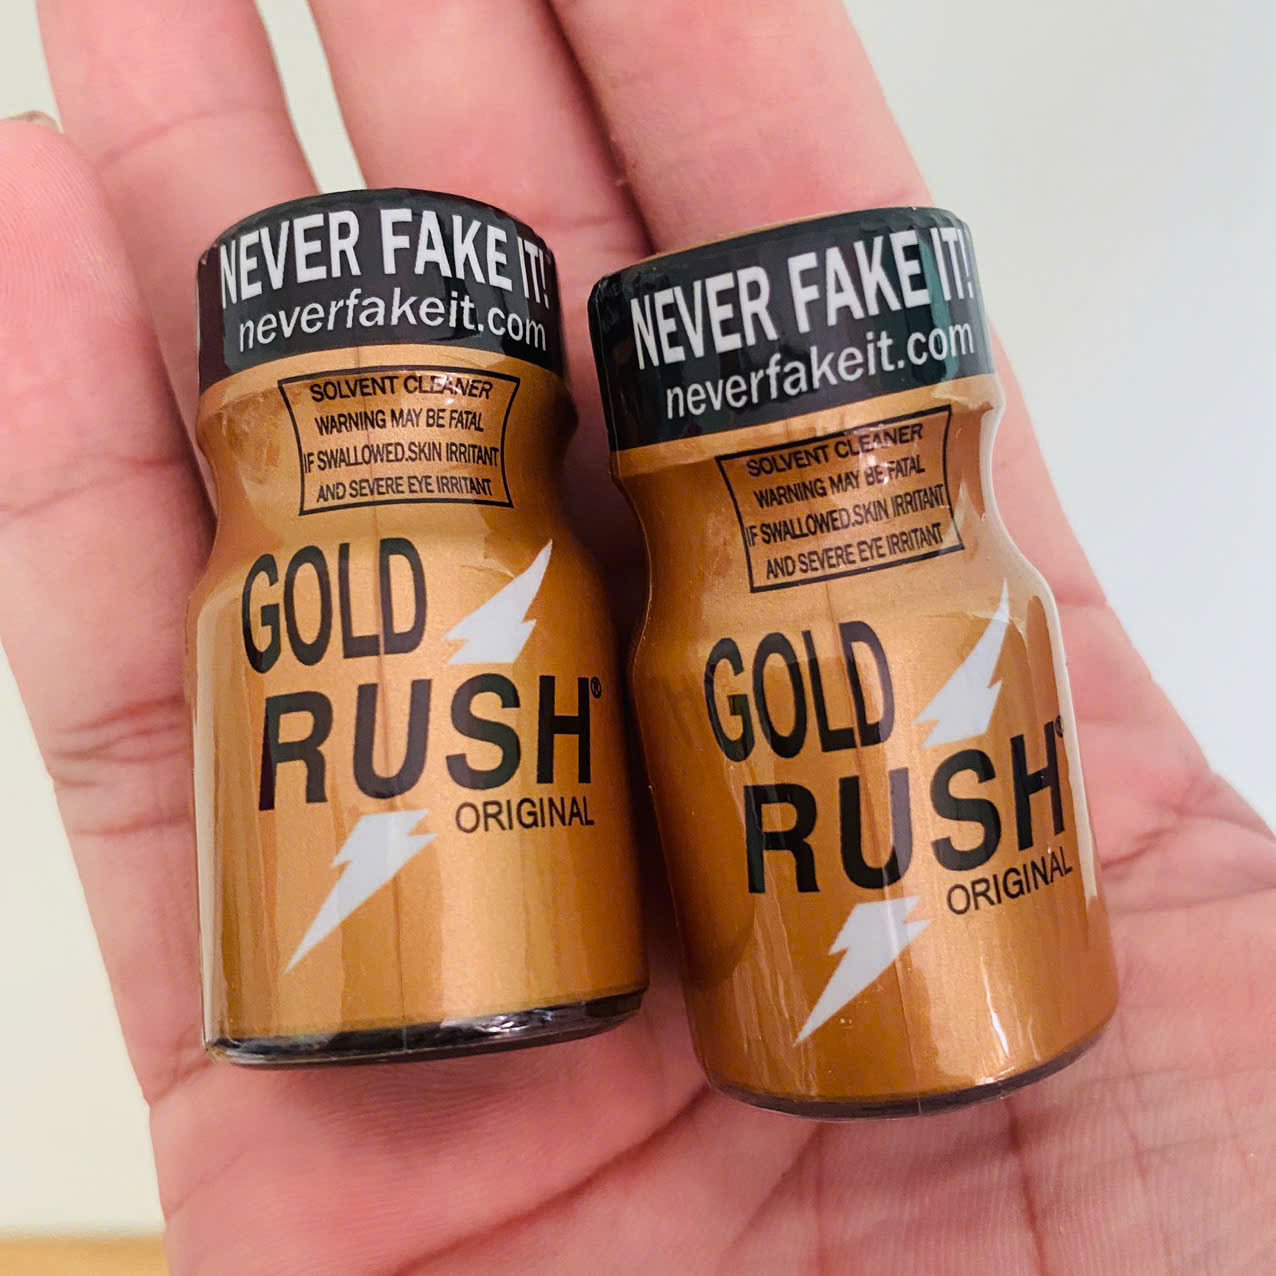 NEVER FAKE IT!
neverfakeit.com
SOLVENT CLEANER
WARNING MAY BE FATAL
IF SWALLOWED.SKIN IRRITANT
AND SEVERE EYE IRRITANT
GOLD
RUSH®
ORIGINAL
NEVER FAKE IT!
neverfakeit.com
SOLVENT CLEANER
WARNING MAY BE FATAL
IF SWALLOWED.SKIN IRRITANT
AND SEVERE EYE IRRITANT
GOLD
RUSH®
ORIGINAL